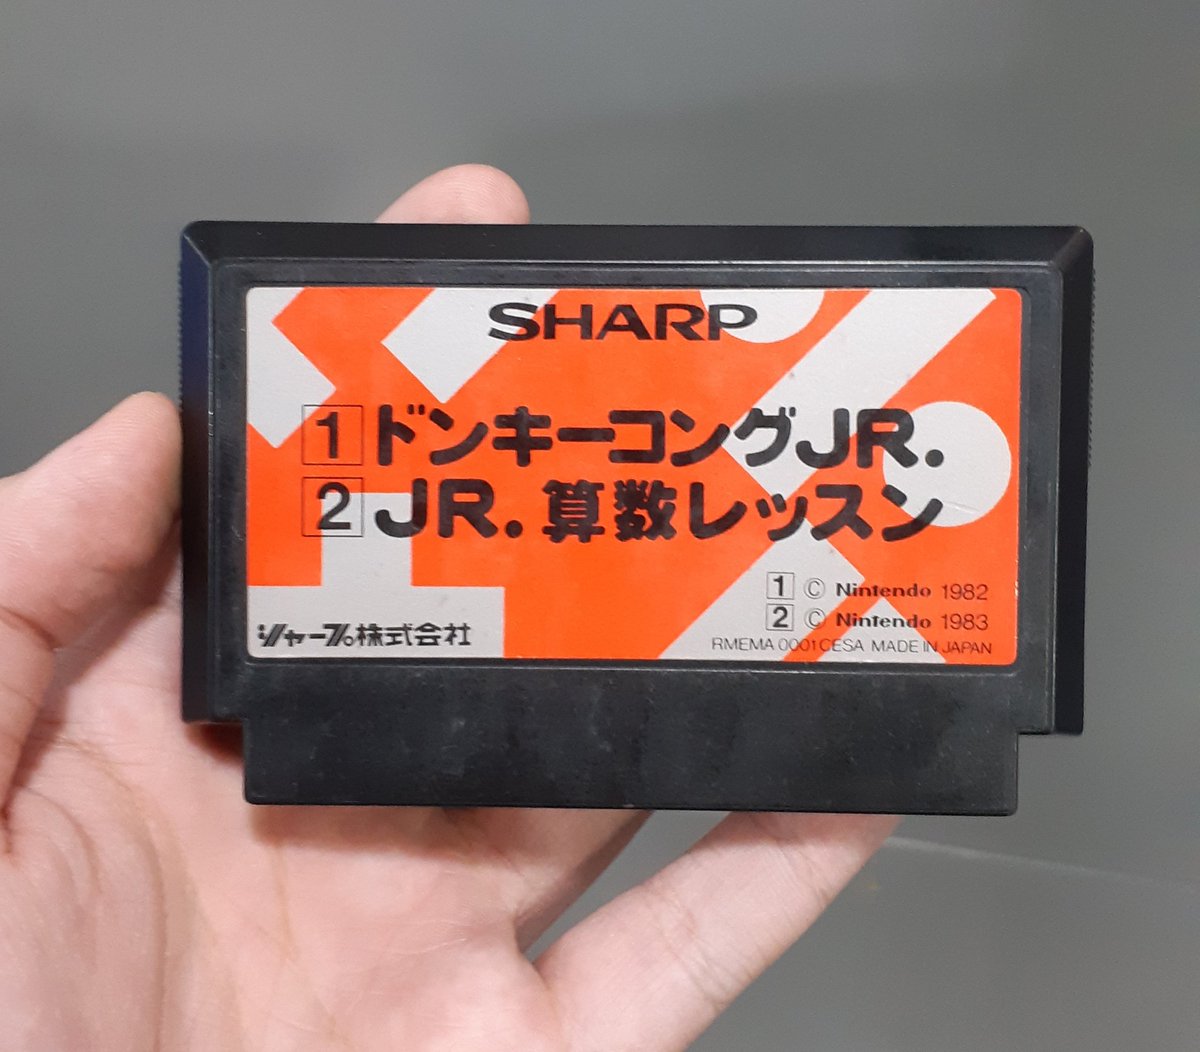 SHARP
1 ドンキーコングJR.
2 JR. 算数レッスン
1 © Nintendo 1982
2 © Nintendo 1983
シャープ株式会社
RMEMA 0001CESA MADE IN JAPAN